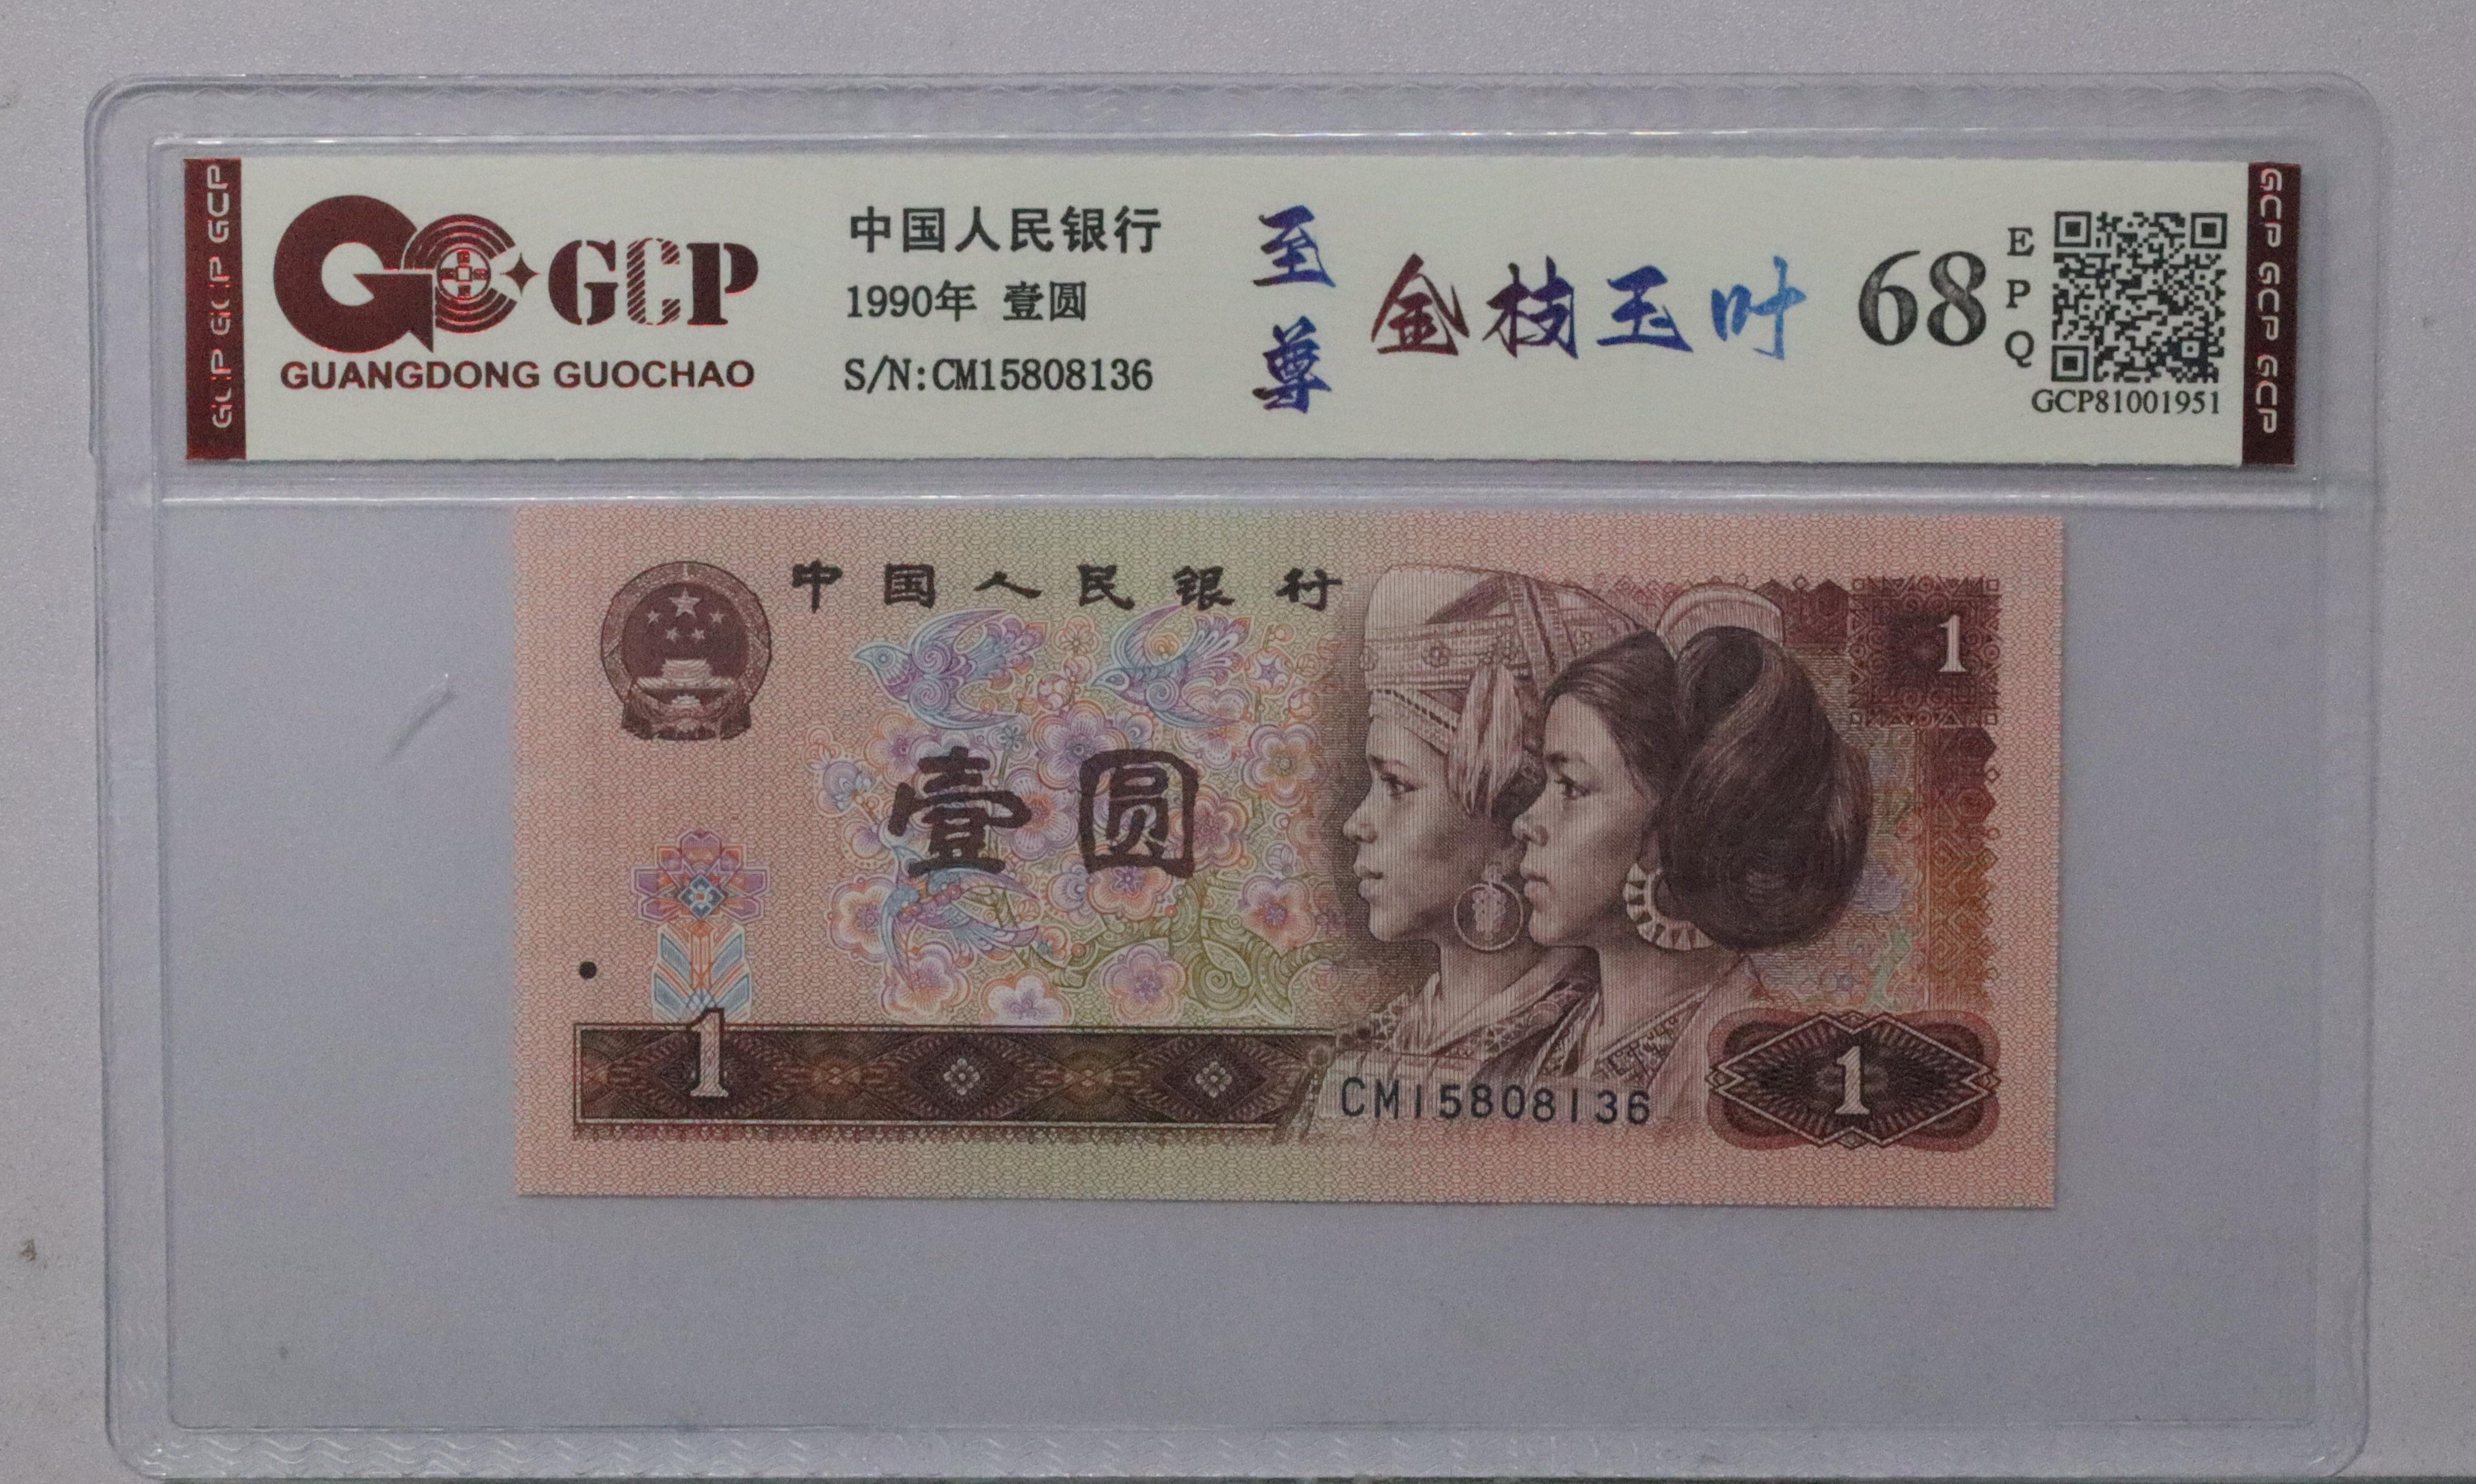 GCP GCP GCP
GCP
GUANGDONG GUOCHAO
中国人民银行
1990年 壹圆
S/N:CM15808136
至尊
金枝玉叶
68
EPQ
GCP81001951
GCP GCP GCP
中国人民银行
1
壹圆
1
CM15808136
1